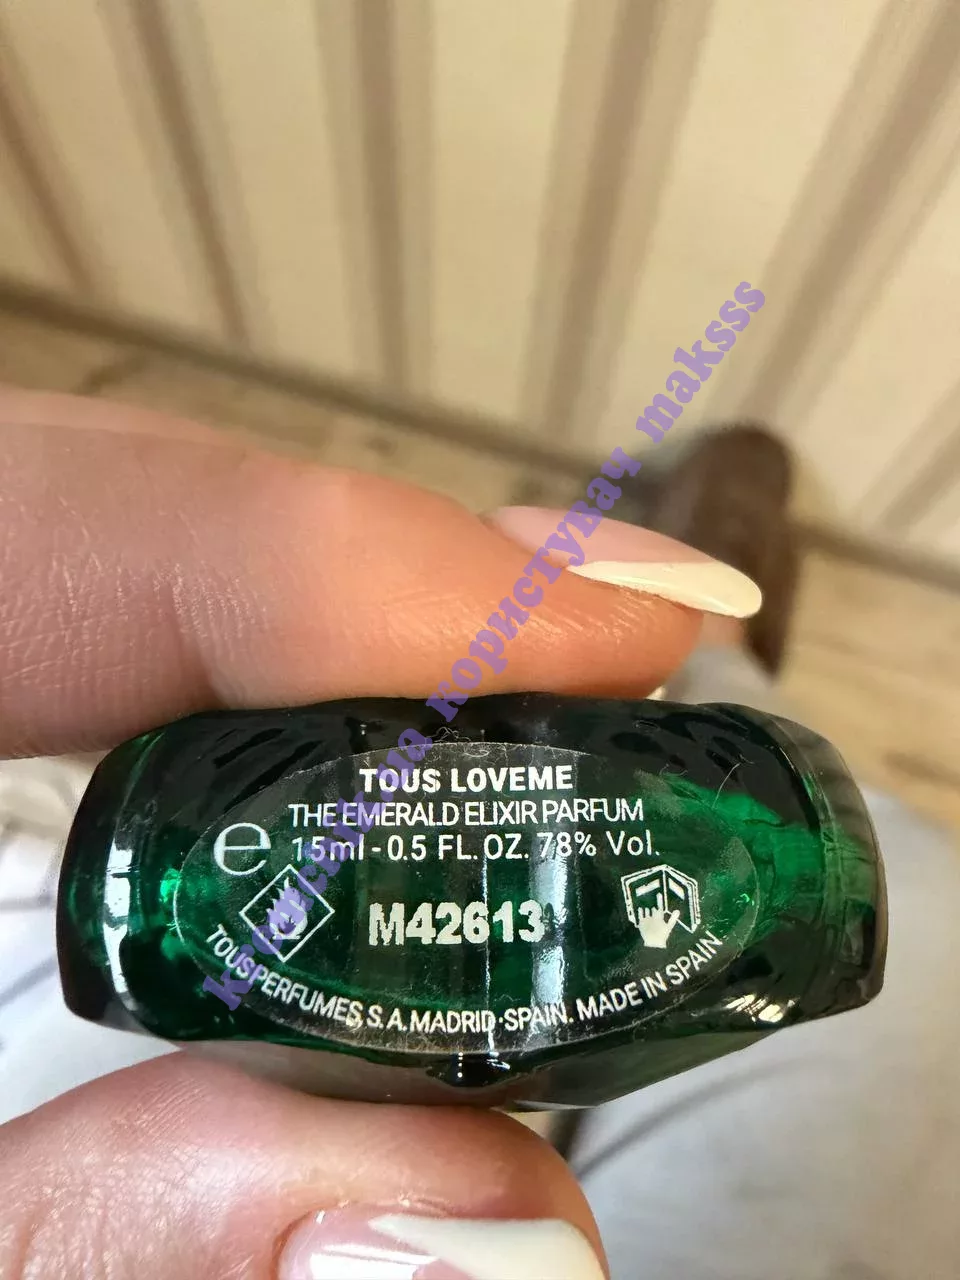 TOUS LOVEME
THE EMERALD ELIXIR PARFUM
e 15ml - 0.5 FL. OZ. 78% Vol.
M42613
TOUS PERFUMES, S. A. MADRID - SPAIN. MADE IN SPAIN
користувач maksss